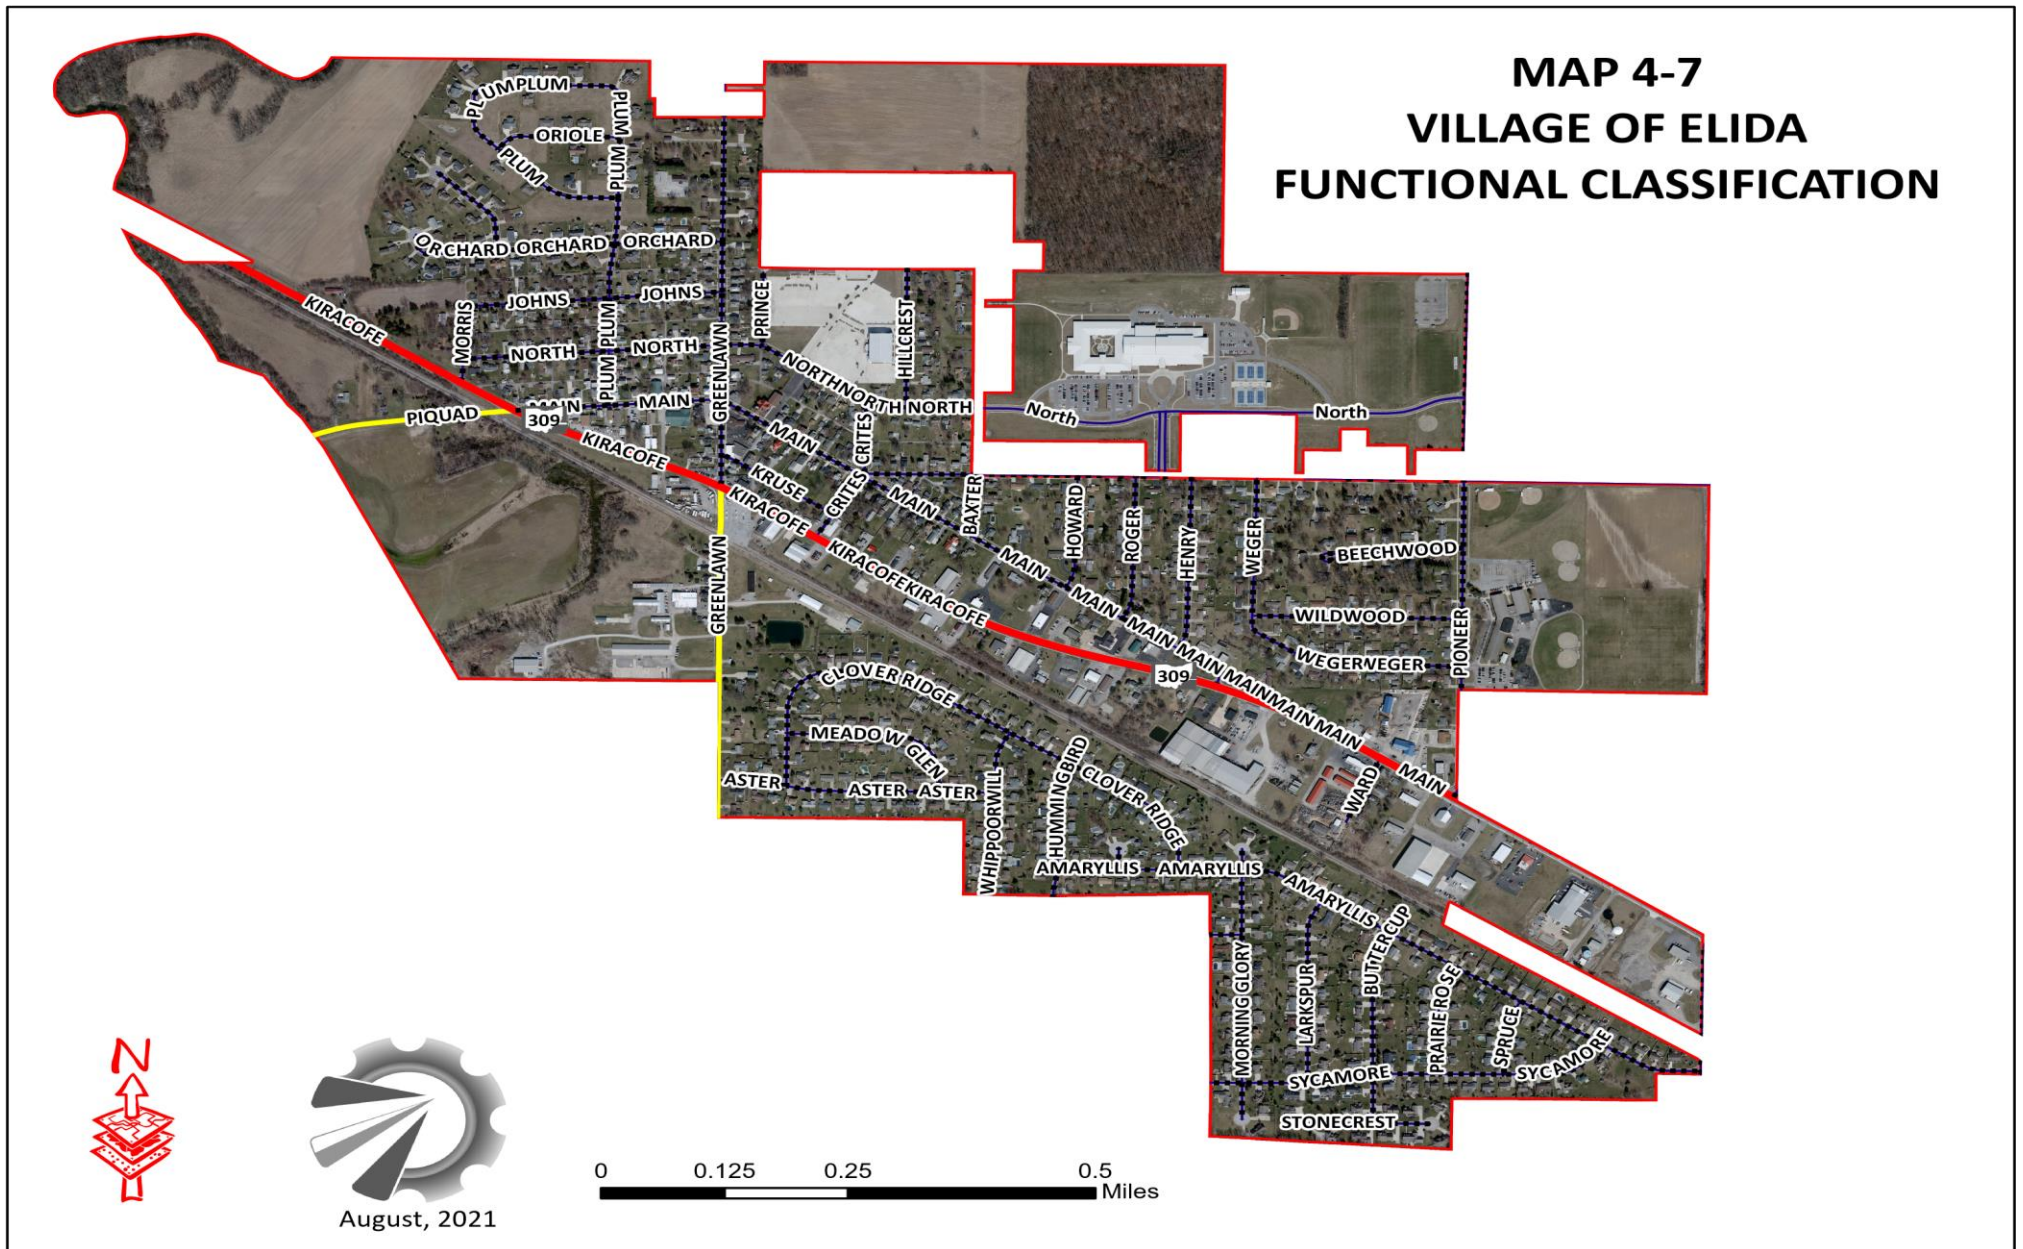 MAP 4-7
VILLAGE OF ELIDA
FUNCTIONAL CLASSIFICATION
PLUM
PLUM
PLUM
ORIOLE
PLUM
PLUM
ORCHARD
ORCHARD
ORCHARD
KIRACOFE
MORRIS
JOHNS
JOHNS
PRINCE
HILLCREST
PLUM
PLUM
NORTH
NORTH
GREENLAWN
NORTH
NORTH
NORTH
North
North
PIQUAD
MAIN
MAIN
309
KIRACOFE
MAIN
CRITES
CRITES
KRUSE
KIRACOFE
MAIN
BAXTER
HOWARD
ROGER
HENRY
WEGER
BEECHWOOD
GREENLAWN
KIRACOFE
KIRACOFE
MAIN
MAIN
MAIN
MAIN
MAIN
MAIN
MAIN
WILDWOOD
WEGER
WEGER
PIONEER
309
CLOVER RIDGE
MEADOW GLEN
ASTER
ASTER
ASTER
WHIPPOORWILL
HUMMINGBIRD
CLOVER RIDGE
WARD
MAIN
AMARYLLIS
AMARYLLIS
AMARYLLIS
MORNING GLORY
LARKSPUR
BUTTERCUP
PRAIRIE ROSE
SPRUCE
SYCAMORE
SYCAMORE
STONECREST
N
August, 2021
0 0.125 0.25 0.5
Miles